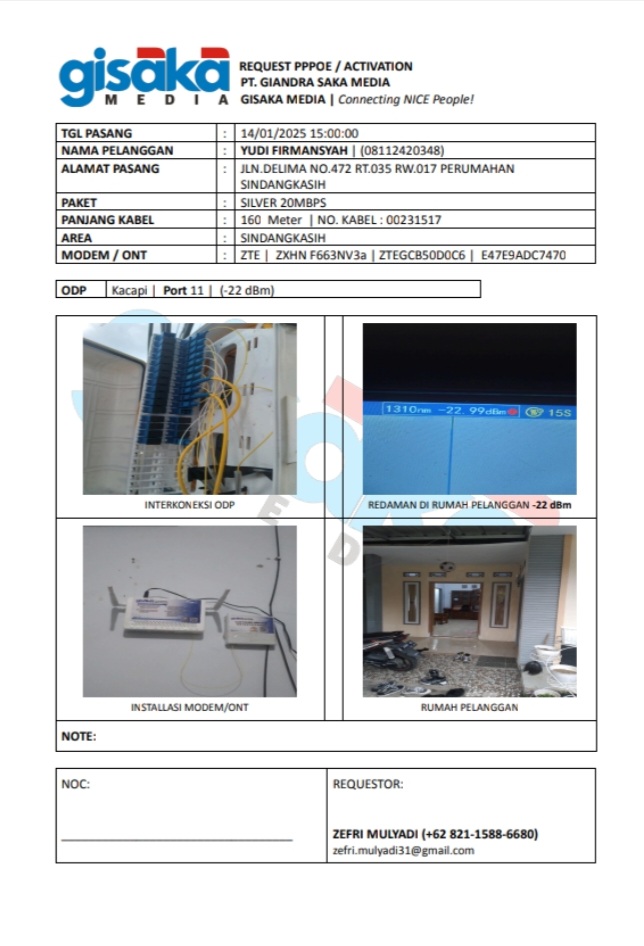 gisaka
MEDIA
REQUEST PPPOE / ACTIVATION
PT. GIANDRA SAKA MEDIA
GISAKA MEDIA | Connecting NICE People!
TGL PASANG : 14/01/2025 15:00:00
NAMA PELANGGAN : YUDI FIRMANSYAH | (08112420348)
ALAMAT PASANG : JLN.DELIMA NO.472 RT.035 RW.017 PERUMAHAN
SINDANGKASIH
PAKET : SILVER 20MBPS
PANJANG KABEL : 160 Meter | NO. KABEL : 00231517
AREA : SINDANGKASIH
MODEM / ONT : ZTE | ZXHN F663NV3a | ZTEGCB50D0C6 | E47E9ADC7470
ODP Kacapi | Port 11 | (-22 dBm)
1310nm -22.99dBm 15S
INTERKONEKSI ODP
REDAMAN DI RUMAH PELANGGAN -22 dBm
INSTALLASI MODEM/ONT
RUMAH PELANGGAN
NOTE:
NOC:
REQUESTOR:
ZEFRI MULYADI (+62 821-1588-6680)
zefri.mulyadi31@gmail.com